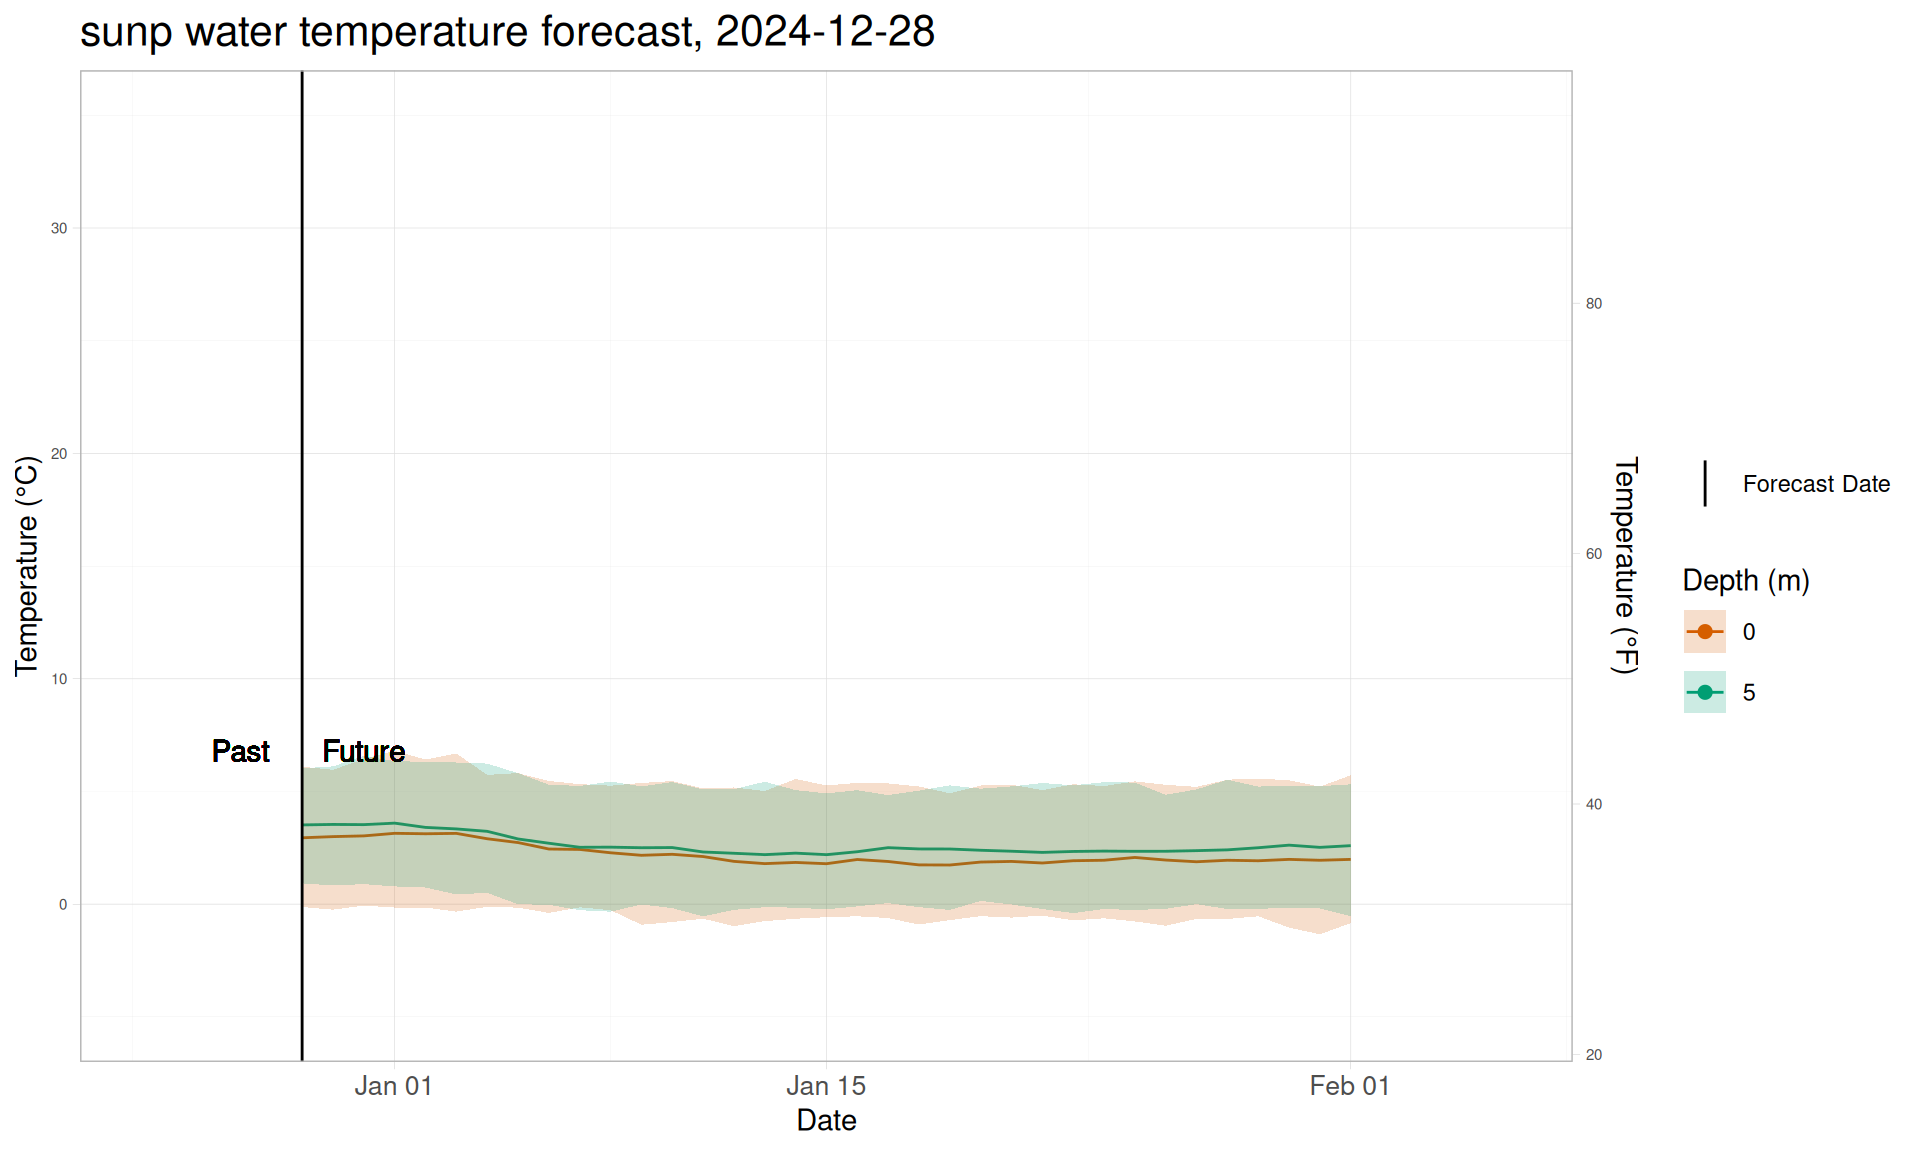 sunp water temperature forecast, 2024-12-28
Temperature (°C)
30
20
10
0
Past
Future
Jan 01
Jan 15
Feb 01
Date
80
60
40
20
Temperature (°F)
Forecast Date
Depth (m)
0
5